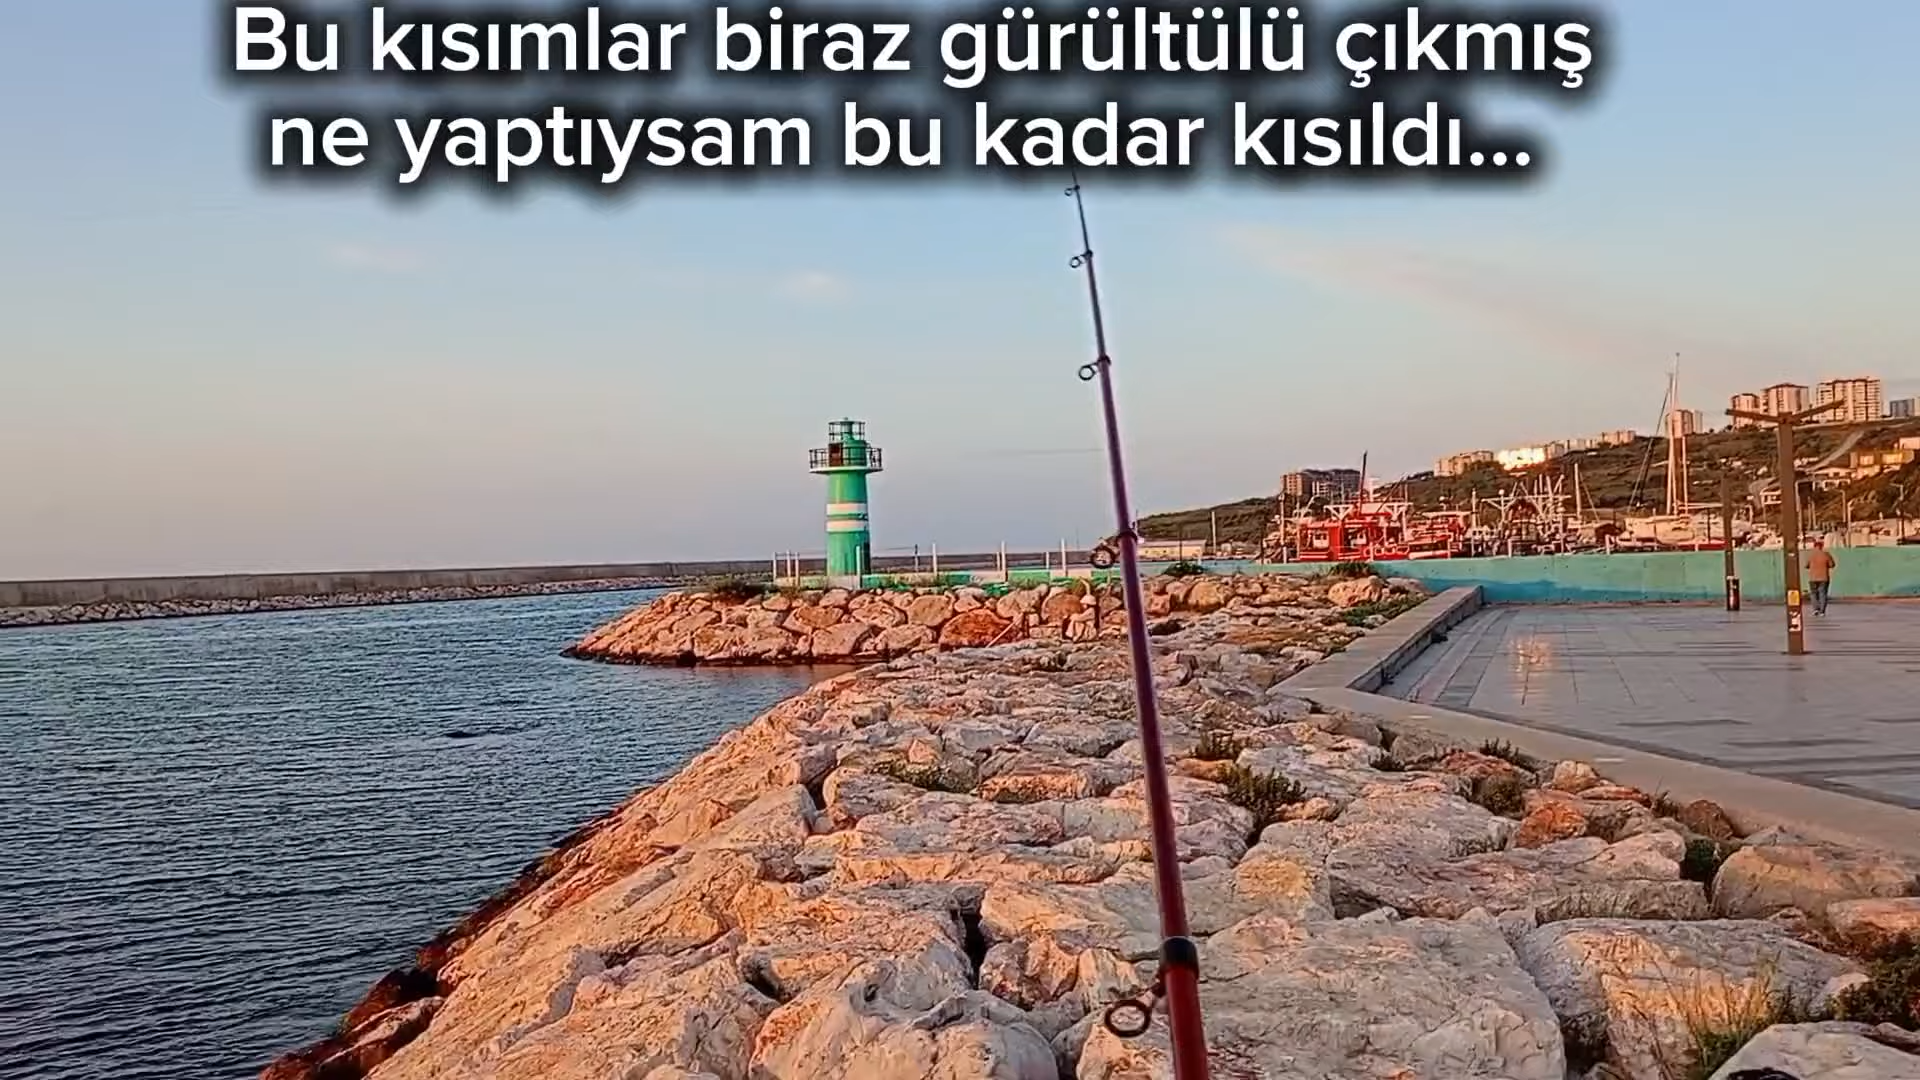 Bu kısımlar biraz gürültülü çıkmış
ne yaptıysam bu kadar kısıldı...